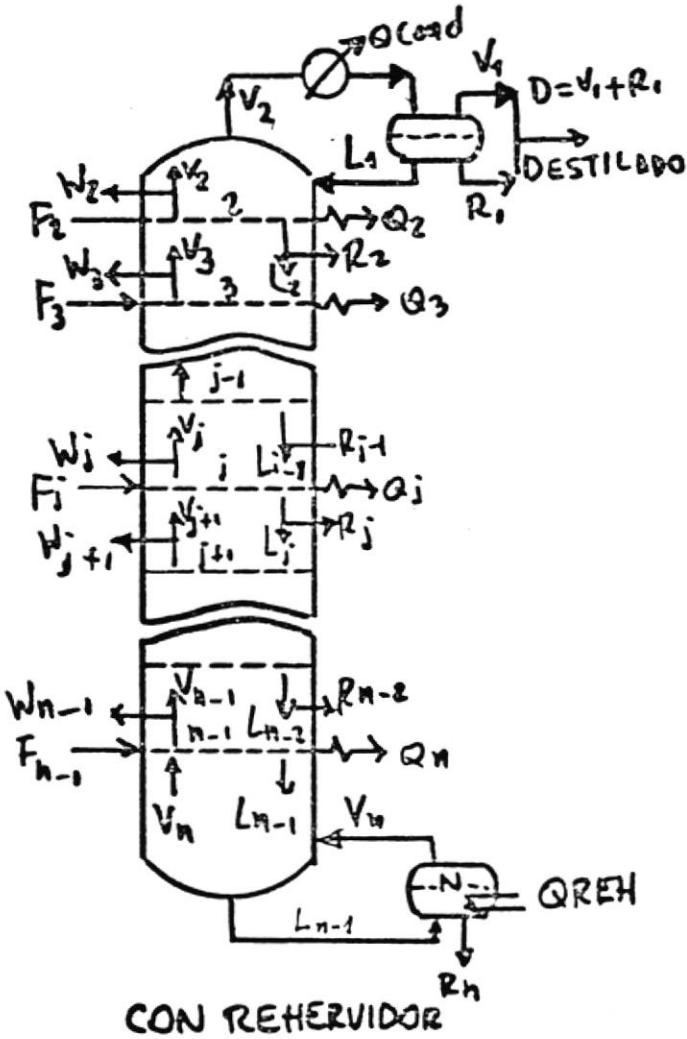 QCond
V1
D=V1+R1
V2
L1
DESTILADO
R1
W2
V2
2
F2
Q2
V3
R2
W3
L2
3
F3
Q3
j-1
Vj
Rj-1
Wj
j
Li-1
Fj
Qj
Vj+1
Rj
Wj+1
j+1
Lj
Vn-1
Rn-2
Wn-1
n-1
Ln-2
Fn-1
Qn
Vn
Ln-1
Vn
N
QREH
Ln-1
Rn
CON REHERVIDOR